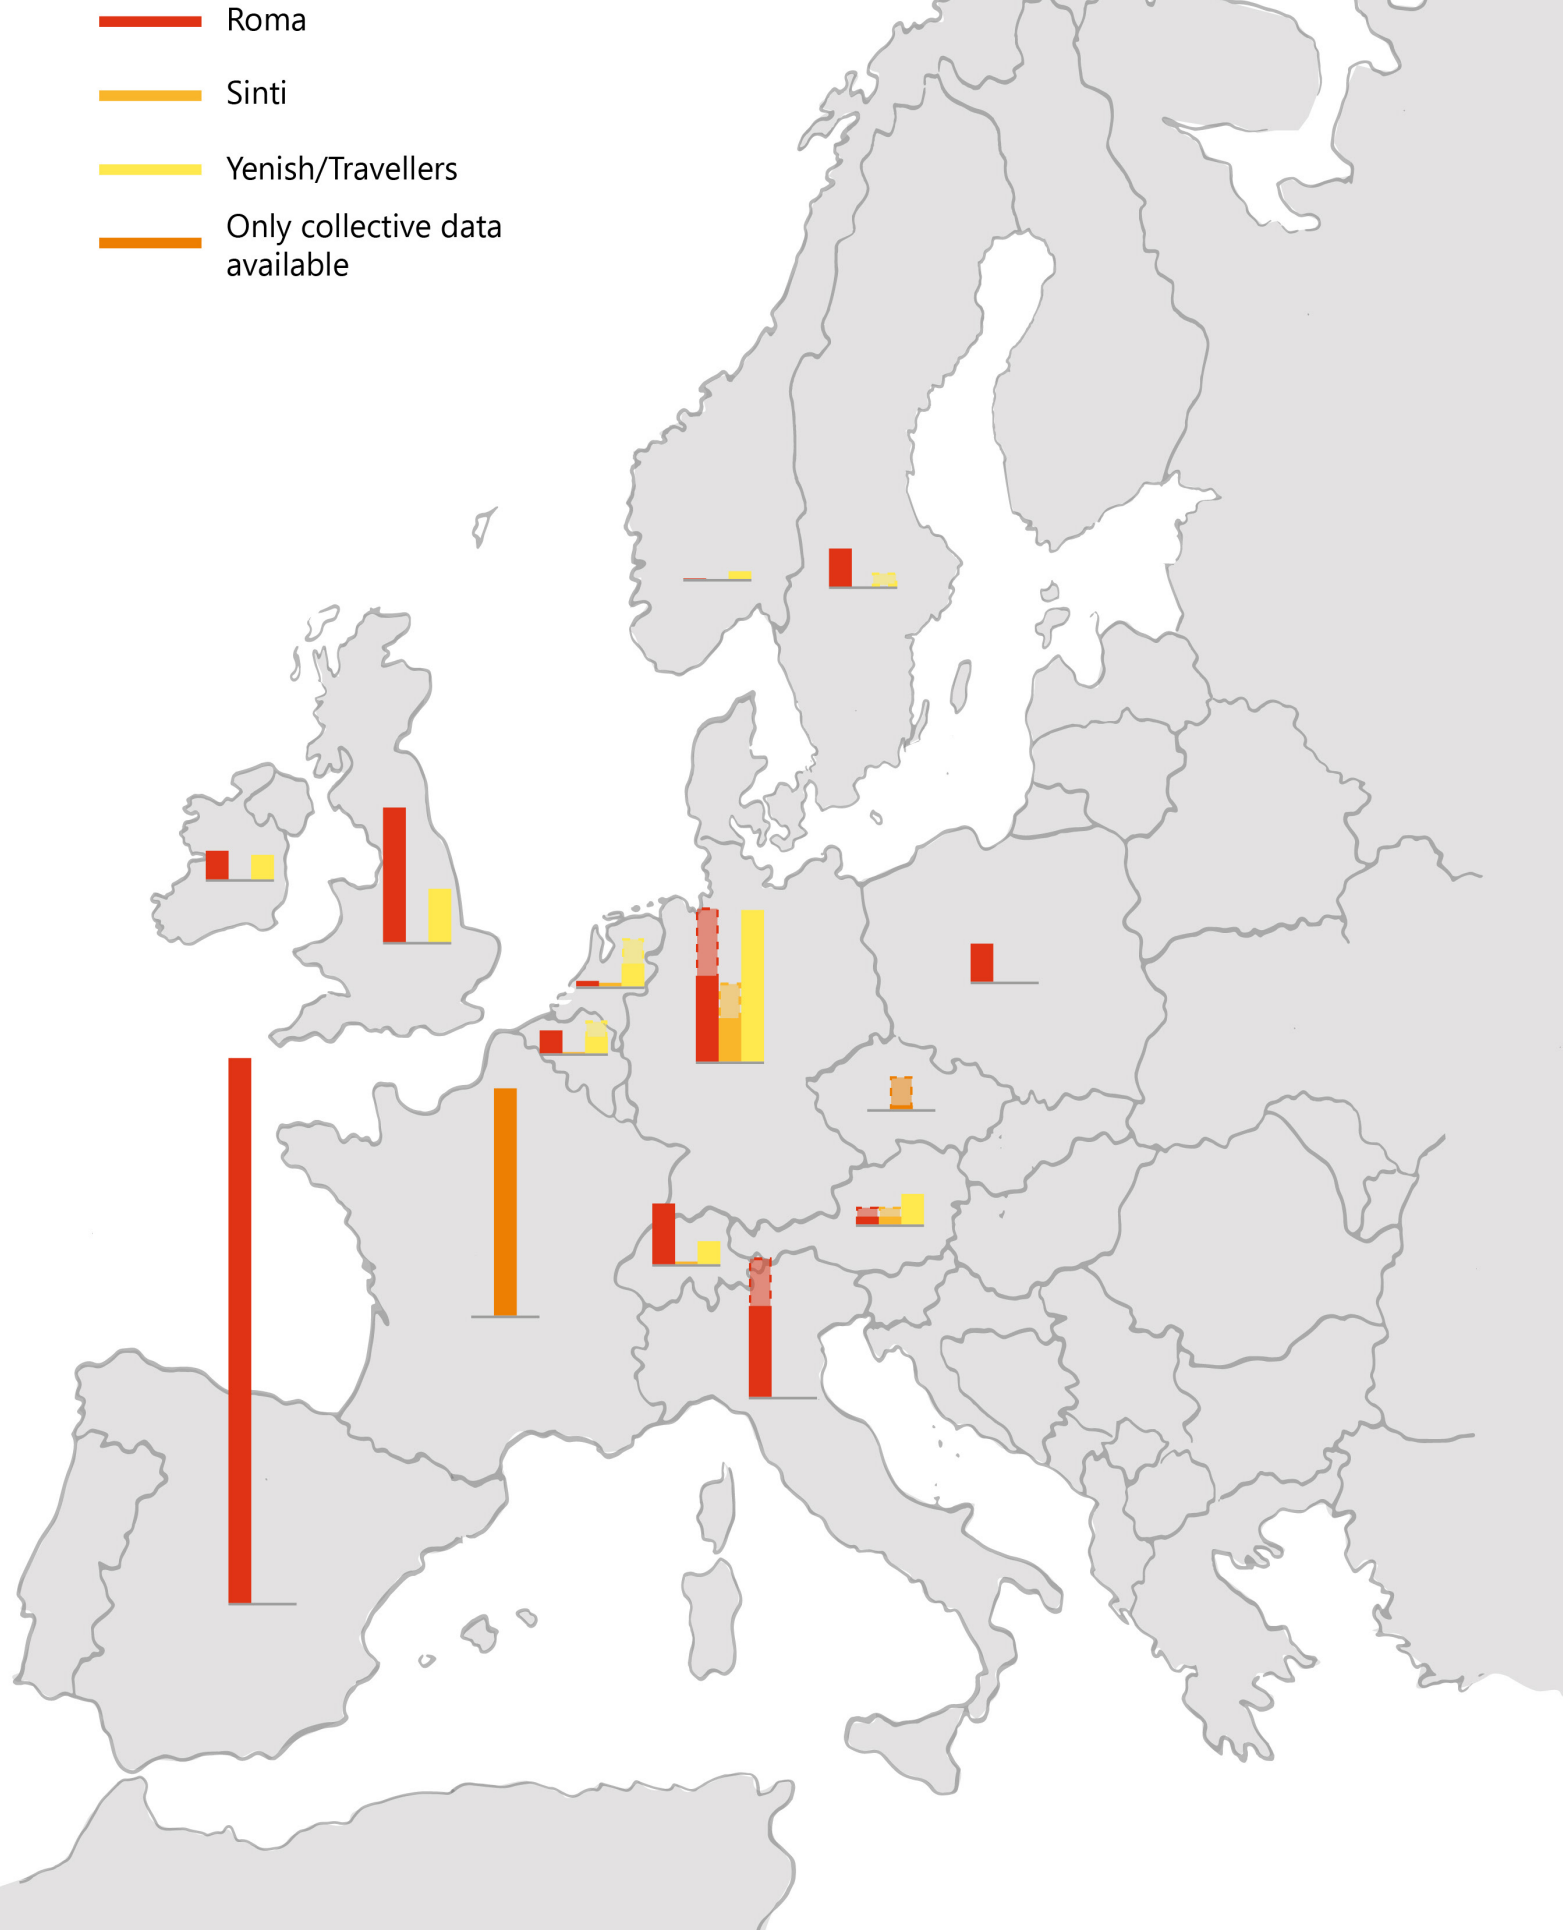 Roma
Sinti
Yenish/Travellers
Only collective data
available